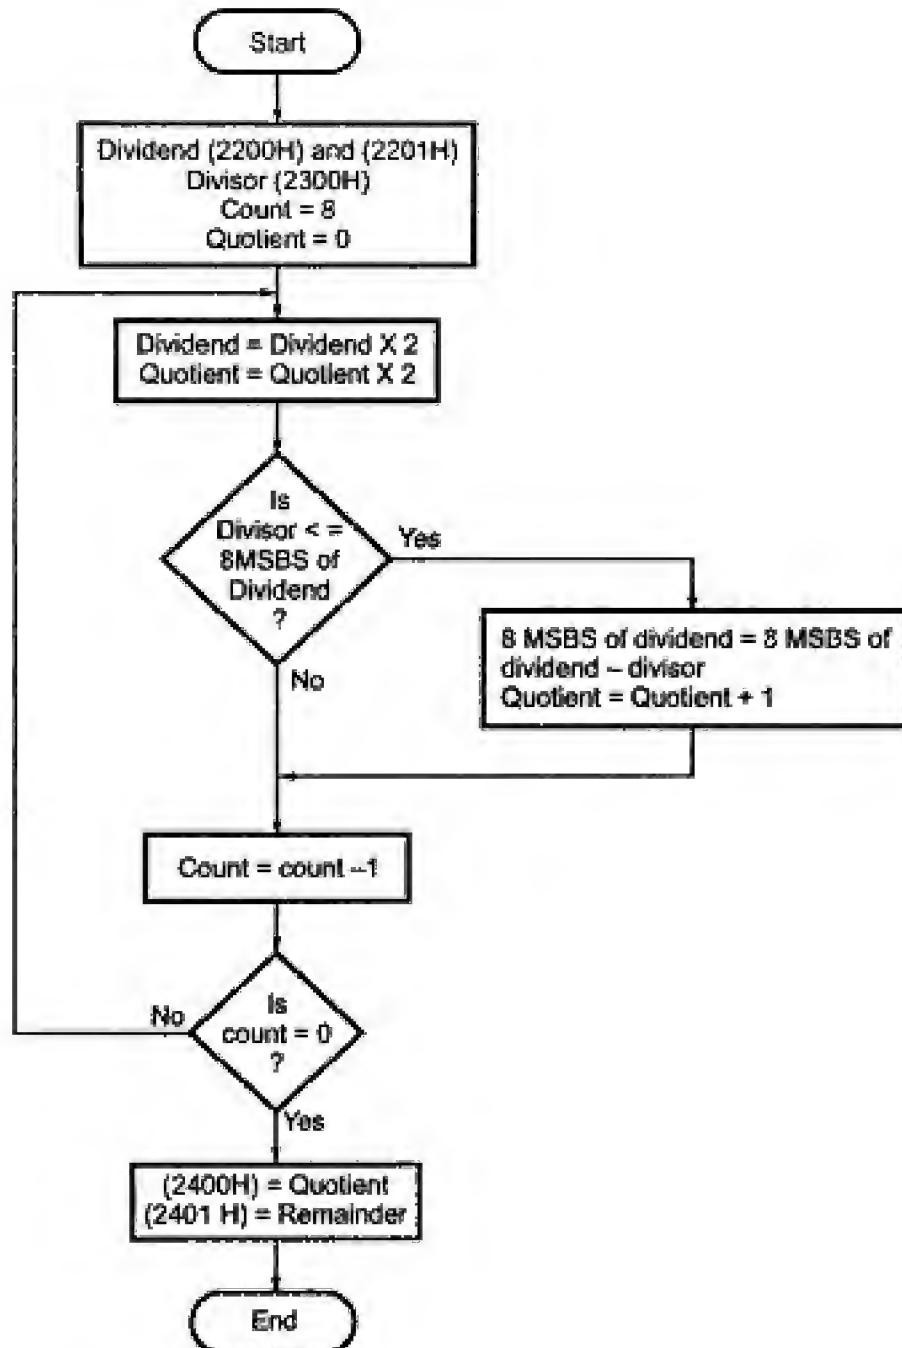 Start
Dividend (2200H) and (2201H)
Divisor (2300H)
Count = 8
Quotient = 0
Dividend = Dividend X 2
Quotient = Quotient X 2
Is
Divisor < =
8MSBS of
Dividend
?
Yes
8 MSBS of dividend = 8 MSBS of
dividend – divisor
Quotient = Quotient + 1
No
Count = count –1
Is
count = 0
?
No
Yes
(2400H) = Quotient
(2401 H) = Remainder
End